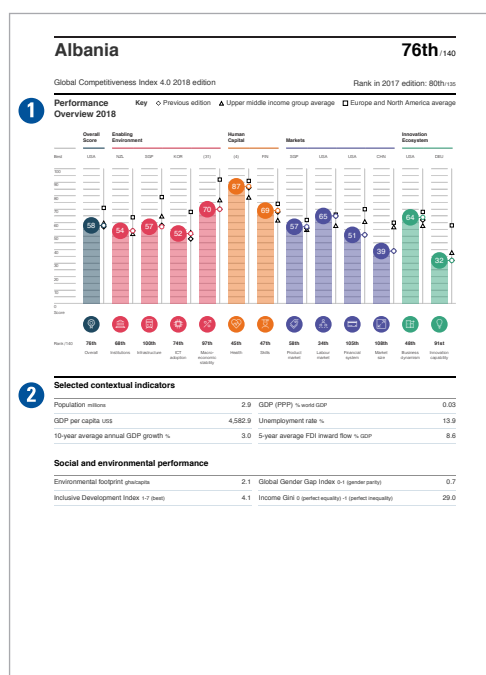 Albania 76th /140
Global Competitiveness Index 4.0 2018 edition Rank in 2017 edition: 80th/135
1 Performance Overview 2018
Key Previous edition Upper middle income group average Europe and North America average
Overall Score Enabling Environment Human Capital Markets Innovation Ecosystem
Best USA NZL SGP KOR (31) (4) FIN SGP USA USA CHN USA DEU
100
90
80
70
60
50
40
30
20
10
0
Score
58 54 57 52 70 87 69 57 65 51 39 64 32
Rank /140 76th 68th 100th 74th 97th 45th 47th 58th 34th 105th 108th 48th 91st
Overall Institutions Infrastructure ICT adoption Macro-economic stability Health Skills Product market Labour market Financial system Market size Business dynamism Innovation capability
2 Selected contextual indicators
Population millions 2.9 GDP (PPP) % world GDP 0.03
GDP per capita US$ 4,582.9 Unemployment rate % 13.9
10-year average annual GDP growth % 3.0 5-year average FDI inward flow % GDP 8.6
Social and environmental performance
Environmental footprint gha/capita 2.1 Global Gender Gap Index 0-1 (gender parity) 0.7
Inclusive Development Index 1-7 (best) 4.1 Income Gini 0 (perfect equality) -1 (perfect inequality) 29.0